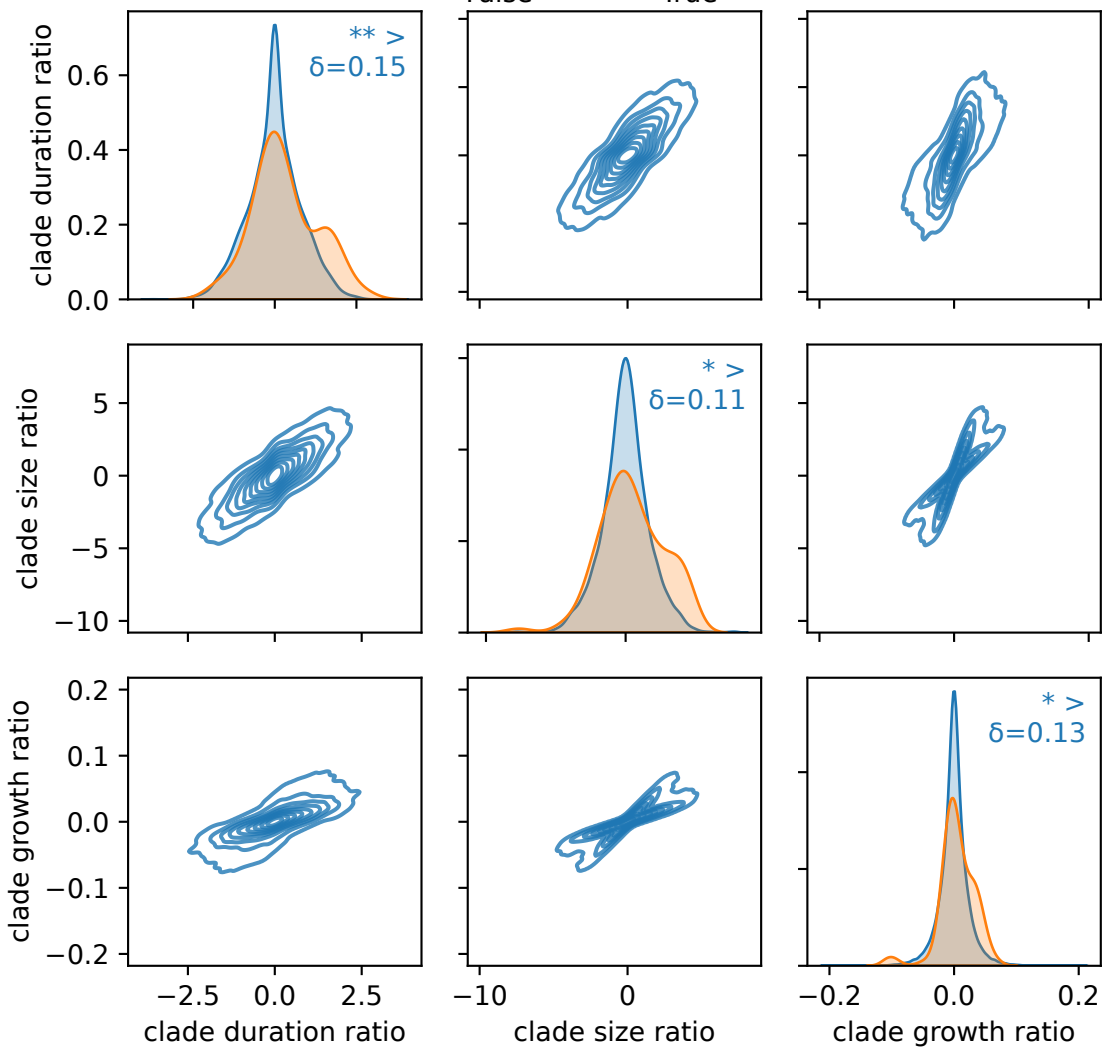 False True
clade duration ratio
0.6
0.4
0.2
0.0
** >
δ=0.15
clade size ratio
5
0
−5
−10
* >
δ=0.11
clade growth ratio
0.2
0.1
0.0
−0.1
−0.2
* >
δ=0.13
−2.5 0.0 2.5
−10 0
−0.2 0.0 0.2
clade duration ratio
clade size ratio
clade growth ratio